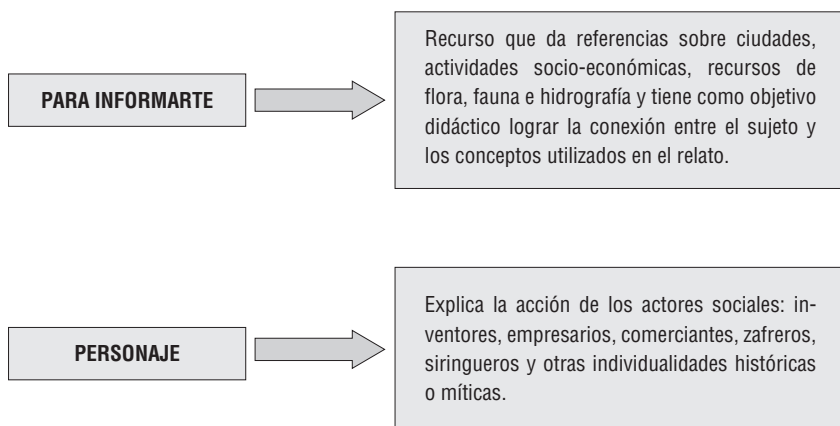 PARA INFORMARTE
Recurso que da referencias sobre ciudades,
actividades socio-económicas, recursos de
flora, fauna e hidrografía y tiene como objetivo
didáctico lograr la conexión entre el sujeto y
los conceptos utilizados en el relato.
PERSONAJE
Explica la acción de los actores sociales: in-
ventores, empresarios, comerciantes, zafreros,
siringueros y otras individualidades históricas
o míticas.